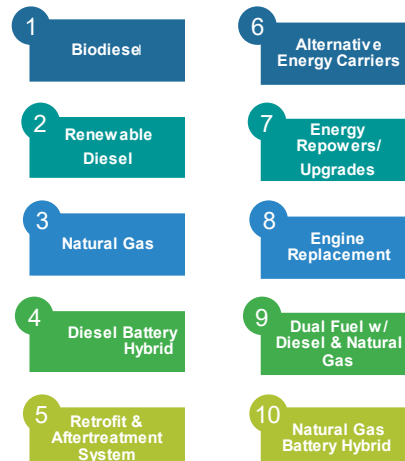 1
Biodiesel
2
Renewable
Diesel
3
Natural Gas
4
Diesel Battery
Hybrid
5
Retrofit &
Aftertreatment
System
6
Alternative
Energy Carriers
7
Energy
Repowers/
Upgrades
8
Engine
Replacement
9
Dual Fuel w/
Diesel & Natural
Gas
10
Natural Gas
Battery Hybrid